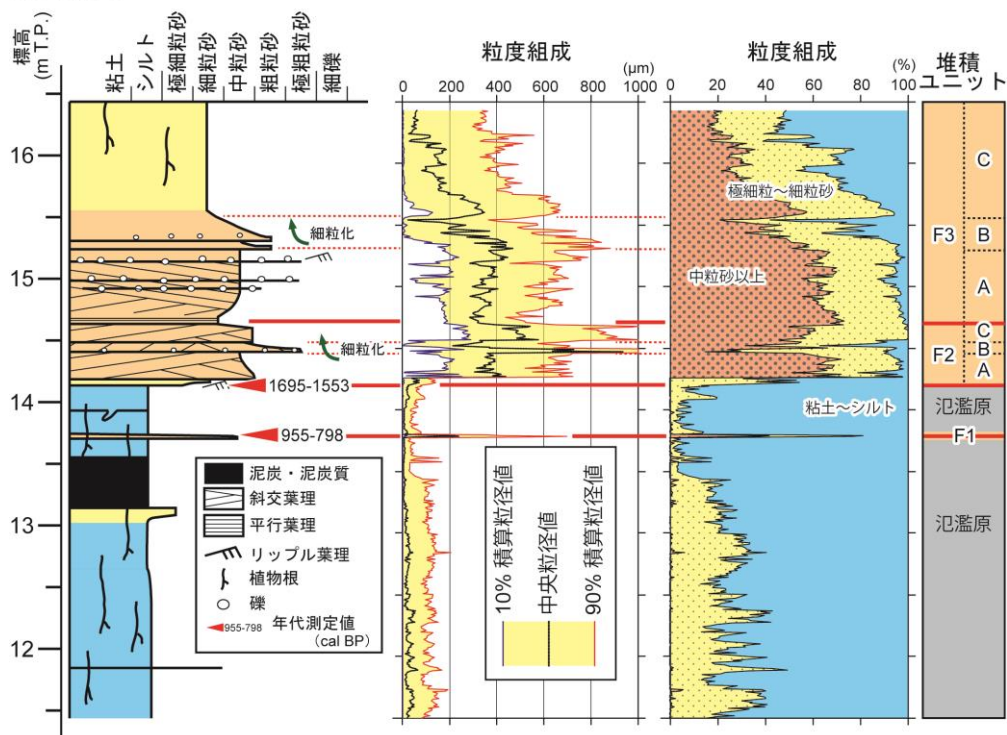 標高
(m T.P.)
粘土
シルト
極細粒砂
細粒砂
中粒砂
粗粒砂
極粗粒砂
細礫
粒度組成
(μm)
0 200 400 600 800 1000
粒度組成
(%)
0 20 40 60 80 100
堆積
ユニット
16
15
14
13
12
細粒化
細粒化
1695-1553
955-798
泥炭・泥炭質
斜交葉理
平行葉理
リップル葉理
植物根
礫
955-798 年代測定値
(cal BP)
10% 積算粒径値
中央粒径値
90% 積算粒径値
極細粒~細粒砂
中粒砂以上
粘土~シルト
C
F3
B
A
C
F2
B
A
氾濫原
F1
氾濫原